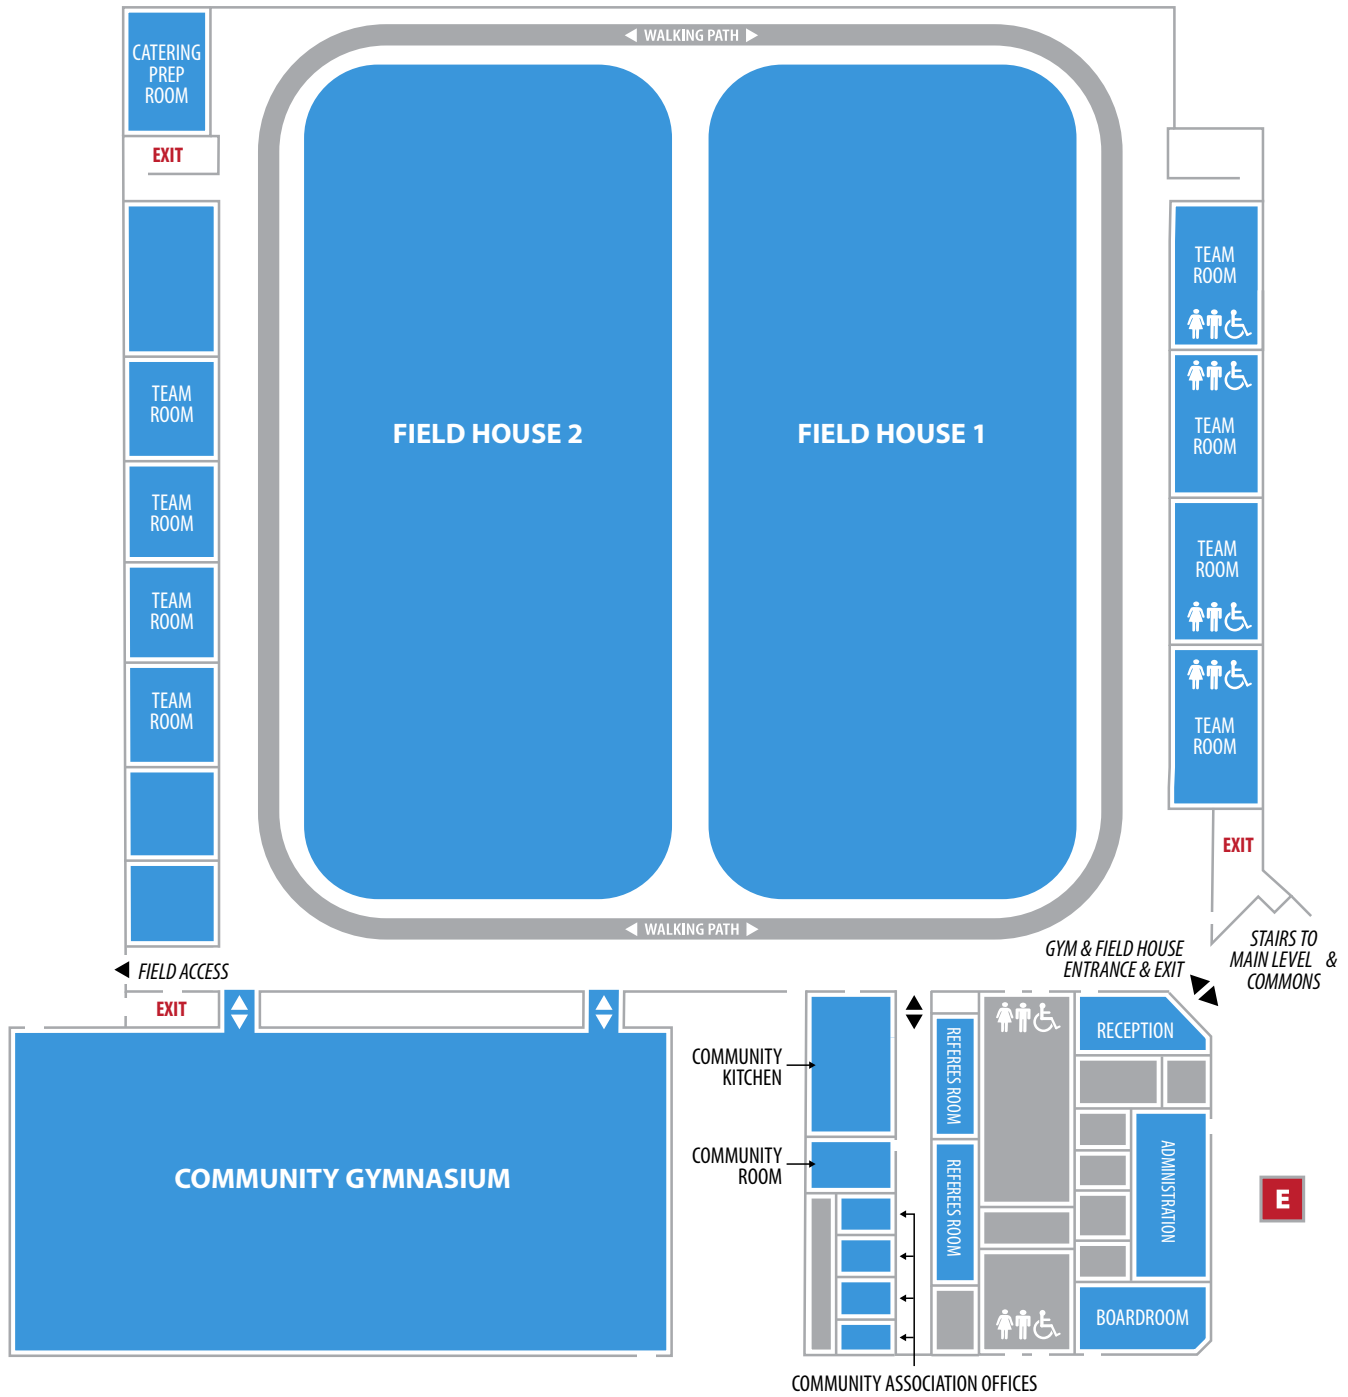 WALKING PATH
CATERING
PREP
ROOM
EXIT
TEAM
ROOM
TEAM
ROOM
TEAM
ROOM
TEAM
ROOM
FIELD HOUSE 2
FIELD HOUSE 1
TEAM
ROOM
TEAM
ROOM
TEAM
ROOM
TEAM
ROOM
EXIT
WALKING PATH
STAIRS TO
MAIN LEVEL &
COMMONS
GYM & FIELD HOUSE
ENTRANCE & EXIT
FIELD ACCESS
EXIT
COMMUNITY GYMNASIUM
COMMUNITY
KITCHEN
COMMUNITY
ROOM
REFEREES ROOM
REFEREES ROOM
RECEPTION
ADMINISTRATION
BOARDROOM
E
COMMUNITY ASSOCIATION OFFICES